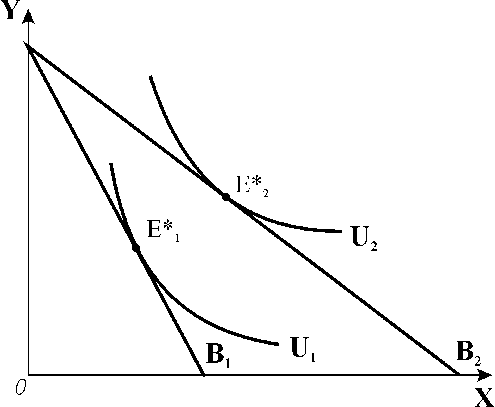 Y
E*₂
U₂
E*₁
B₁
U₁
B₂
0
X